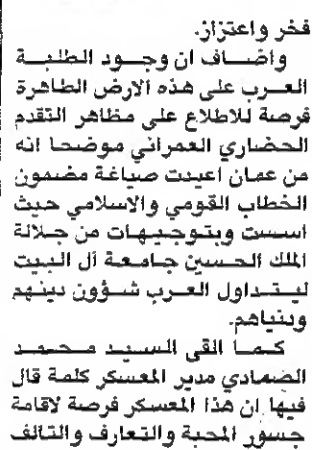 فخر واعتزاز.
واضاف ان وجود الطلبة
العرب على هذه الارض الطاهرة
فرصة للاطلاع على مظاهر التقدم
الحضاري العمراني موضحا انه
من عمان اعيدت صياغة مضمون
الخطاب القومي والاسلامي حيث
اسست وبتوجيهات من جلالة
الملك الحسين جامعة آل البيت
ليتداول العرب شؤون دينهم
ودنياهم.
كما القى السيد محمد
الصمادي مدير المعسكر كلمة قال
فيها ان هذا المعسكر فرصة لاقامة
جسور المحبة والتعارف والتالف